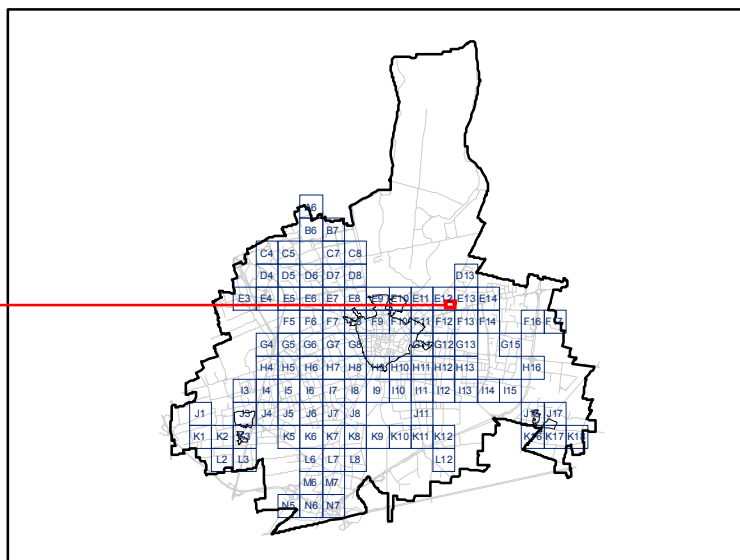 A6
B6 B7
C4 C5 C7 C8
D4 D5 D6 D7 D8 D13
E3 E4 E5 E6 E7 E8 E9 E10 E11 E12 E13 E14
F5 F6 F7 F8 F9 F10 F11 F12 F13 F14 F16 F17
G4 G5 G6 G7 G8 G12 G13 G15
H4 H5 H6 H7 H8 H9 H10 H11 H12 H13 H16
I3 I4 I5 I6 I7 I8 I9 I10 I11 I12 I13 I14 I15
J1 J3 J4 J5 J6 J7 J8 J11 J17
K1 K2 K3 K5 K6 K7 K8 K9 K10 K11 K12 K16 K17 K18
L2 L3 L6 L7 L8 L12
M6 M7
N5 N6 N7